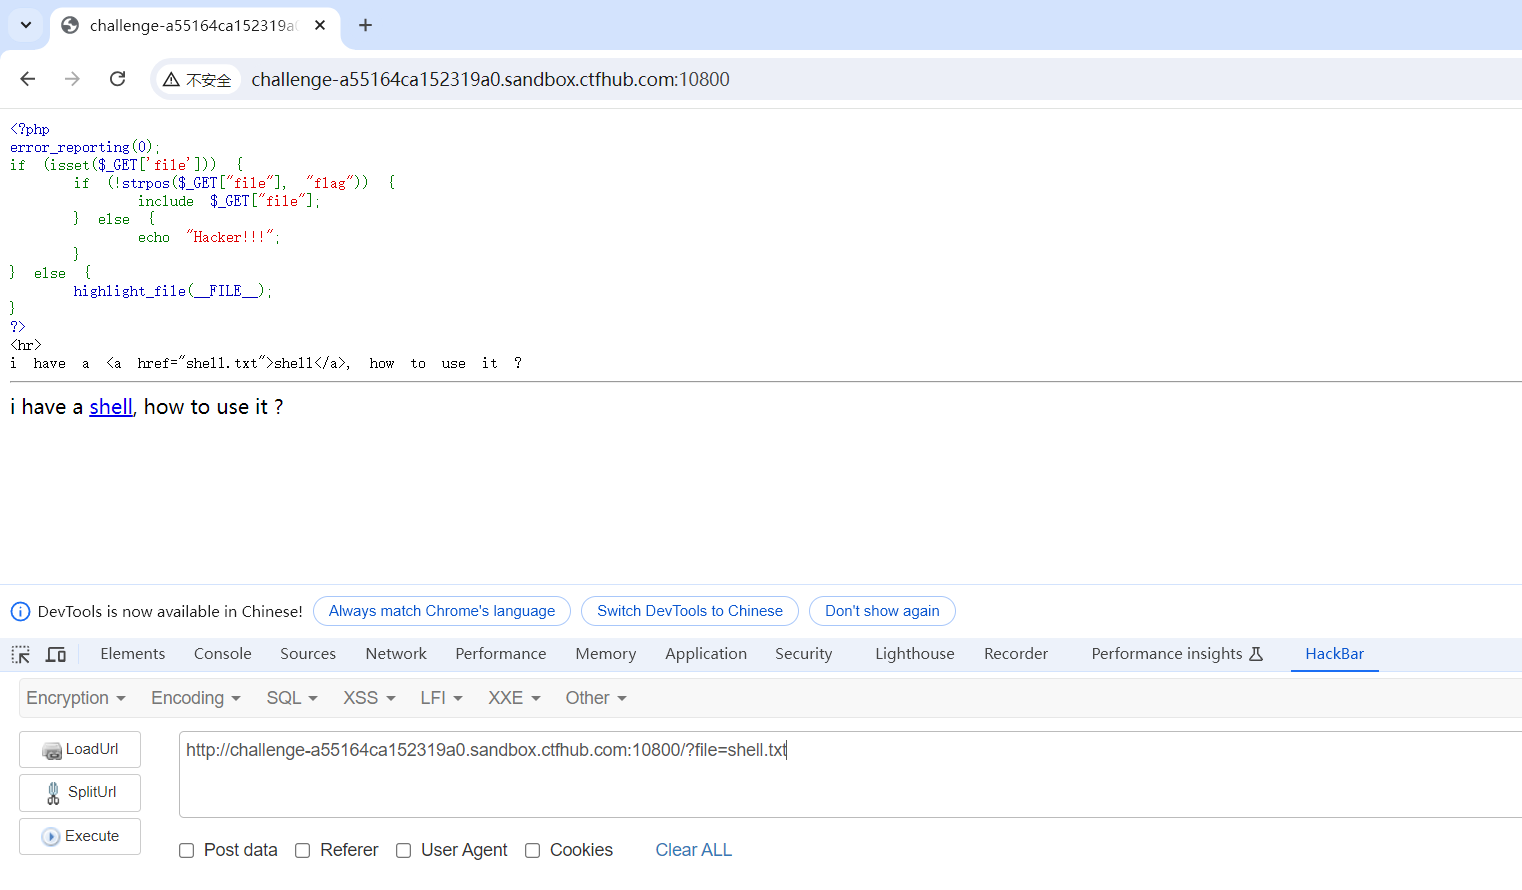 challenge-a55164ca152319a
不安全 challenge-a55164ca152319a0.sandbox.ctfhub.com:10800
<?php
error_reporting(0);
if (isset($_GET['file'])) {
if (!strpos($_GET["file"], "flag")) {
include $_GET["file"];
} else {
echo "Hacker!!!";
}
} else {
highlight_file(__FILE__);
}
?>
<hr>
i have a <a href="shell.txt">shell</a>, how to use it ?
i have a shell, how to use it ?
DevTools is now available in Chinese! Always match Chrome's language Switch DevTools to Chinese Don't show again
Elements Console Sources Network Performance Memory Application Security Lighthouse Recorder Performance insights HackBar
Encryption Encoding SQL XSS LFI XXE Other
LoadUrl
http://challenge-a55164ca152319a0.sandbox.ctfhub.com:10800/?file=shell.txt
SplitUrl
Execute
Post data Referer User Agent Cookies Clear ALL